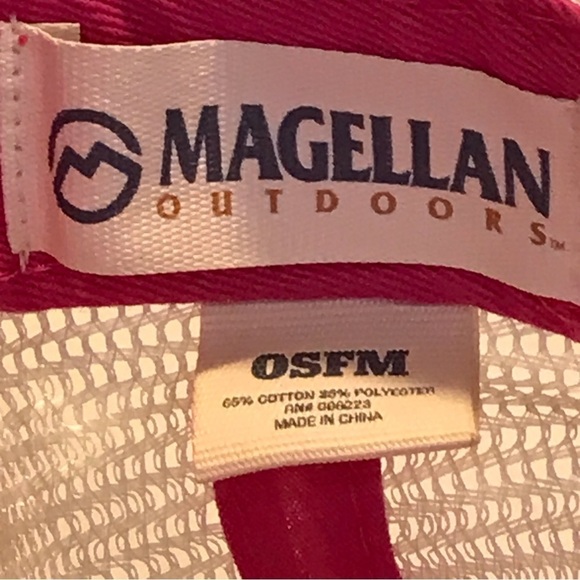 MAGELLAN
OUTDOORS™
OSFM
65% COTTON 35% POLYESTER
MADE IN CHINA